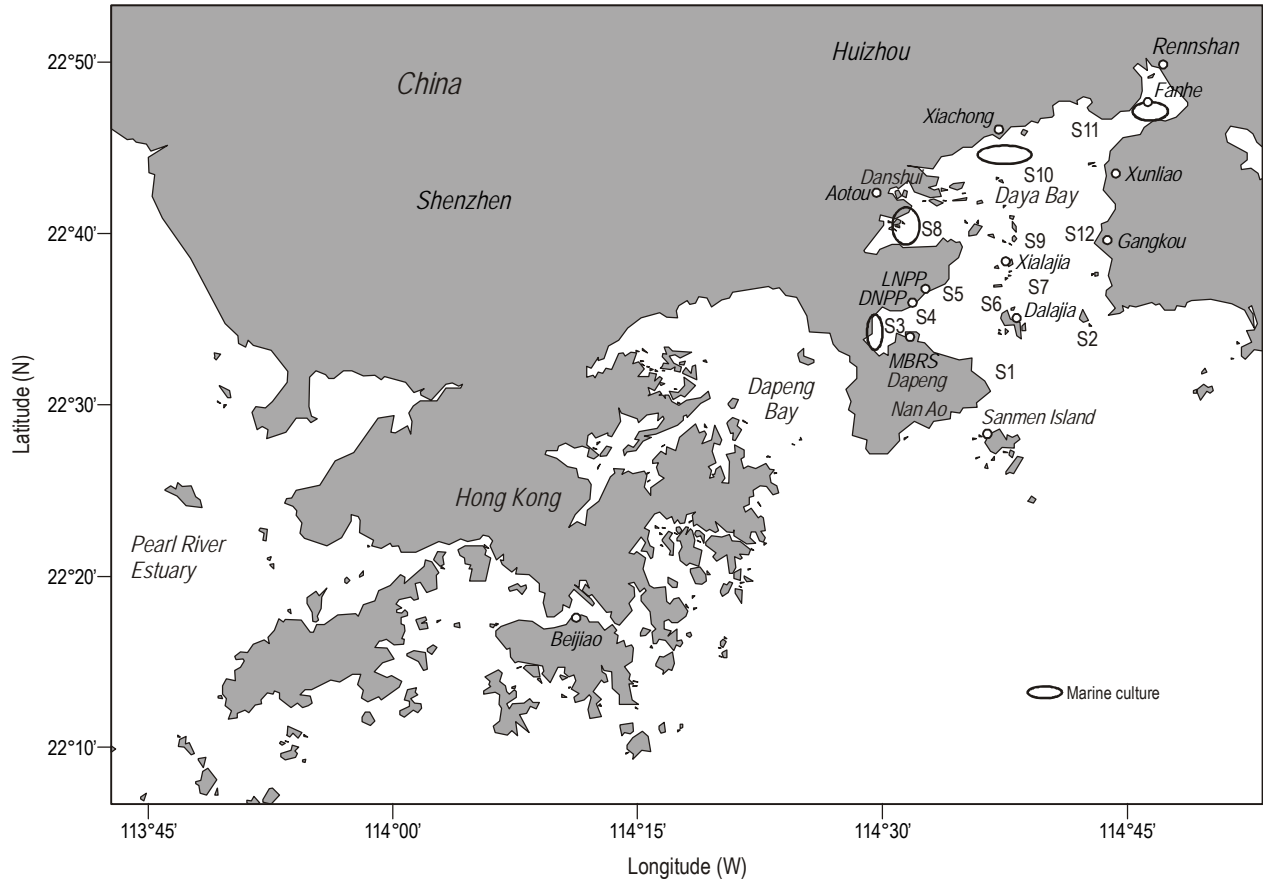 22°50'
22°40'
22°30'
22°20'
22°10'
Latitude (N)
113°45'
114°00'
114°15'
114°30'
114°45'
Longitude (W)
China
Huizhou
Rennshan
Fanhe
Xiachong
S11
Danshui
Aotou
S10
Xunliao
Daya Bay
Shenzhen
S8
S9
S12
Gangkou
Xialajia
LNPP
DNPP
S5
S7
S6
Dalajia
S3
S4
S2
MBRS
Dapeng
S1
Dapeng
Bay
Nan Ao
Sanmen Island
Hong Kong
Pearl River
Estuary
Beijiao
Marine culture